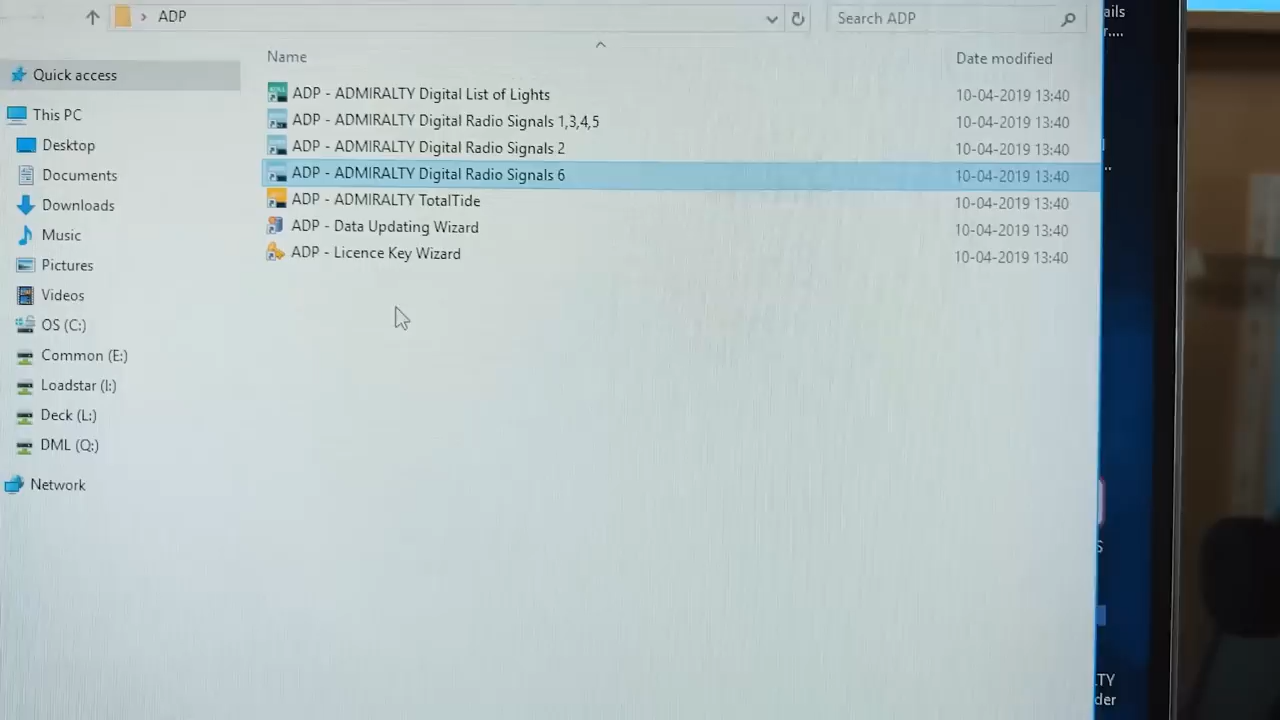 ADP
Search ADP
ails
r....
Name
Date modified
Quick access
ADP - ADMIRALTY Digital List of Lights
10-04-2019 13:40
This PC
ADP - ADMIRALTY Digital Radio Signals 1,3,4,5
10-04-2019 13:40
Desktop
ADP - ADMIRALTY Digital Radio Signals 2
10-04-2019 13:40
Documents
ADP - ADMIRALTY Digital Radio Signals 6
10-04-2019 13:40
Downloads
ADP - ADMIRALTY TotalTide
10-04-2019 13:40
Music
ADP - Data Updating Wizard
10-04-2019 13:40
Pictures
ADP - Licence Key Wizard
10-04-2019 13:40
Videos
OS (C:)
Common (E:)
Loadstar (I:)
Deck (L:)
DML (Q:)
Network
S
LTY
der